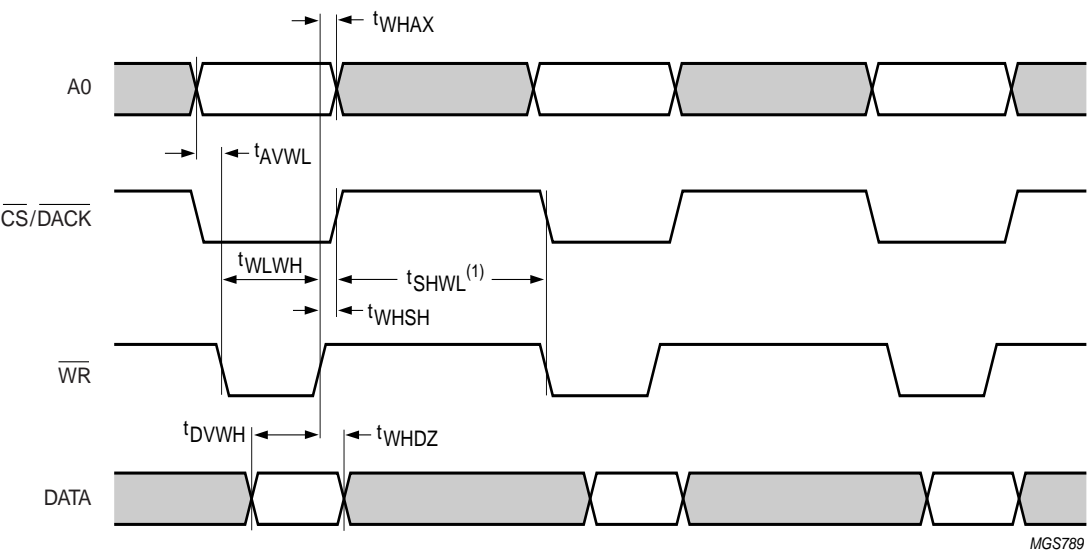 tWHAX
A0
tAVWL
CS/DACK
tWLWH
tSHWL(1)
tWHSH
WR
tDVWH
tWHDZ
DATA
MGS789